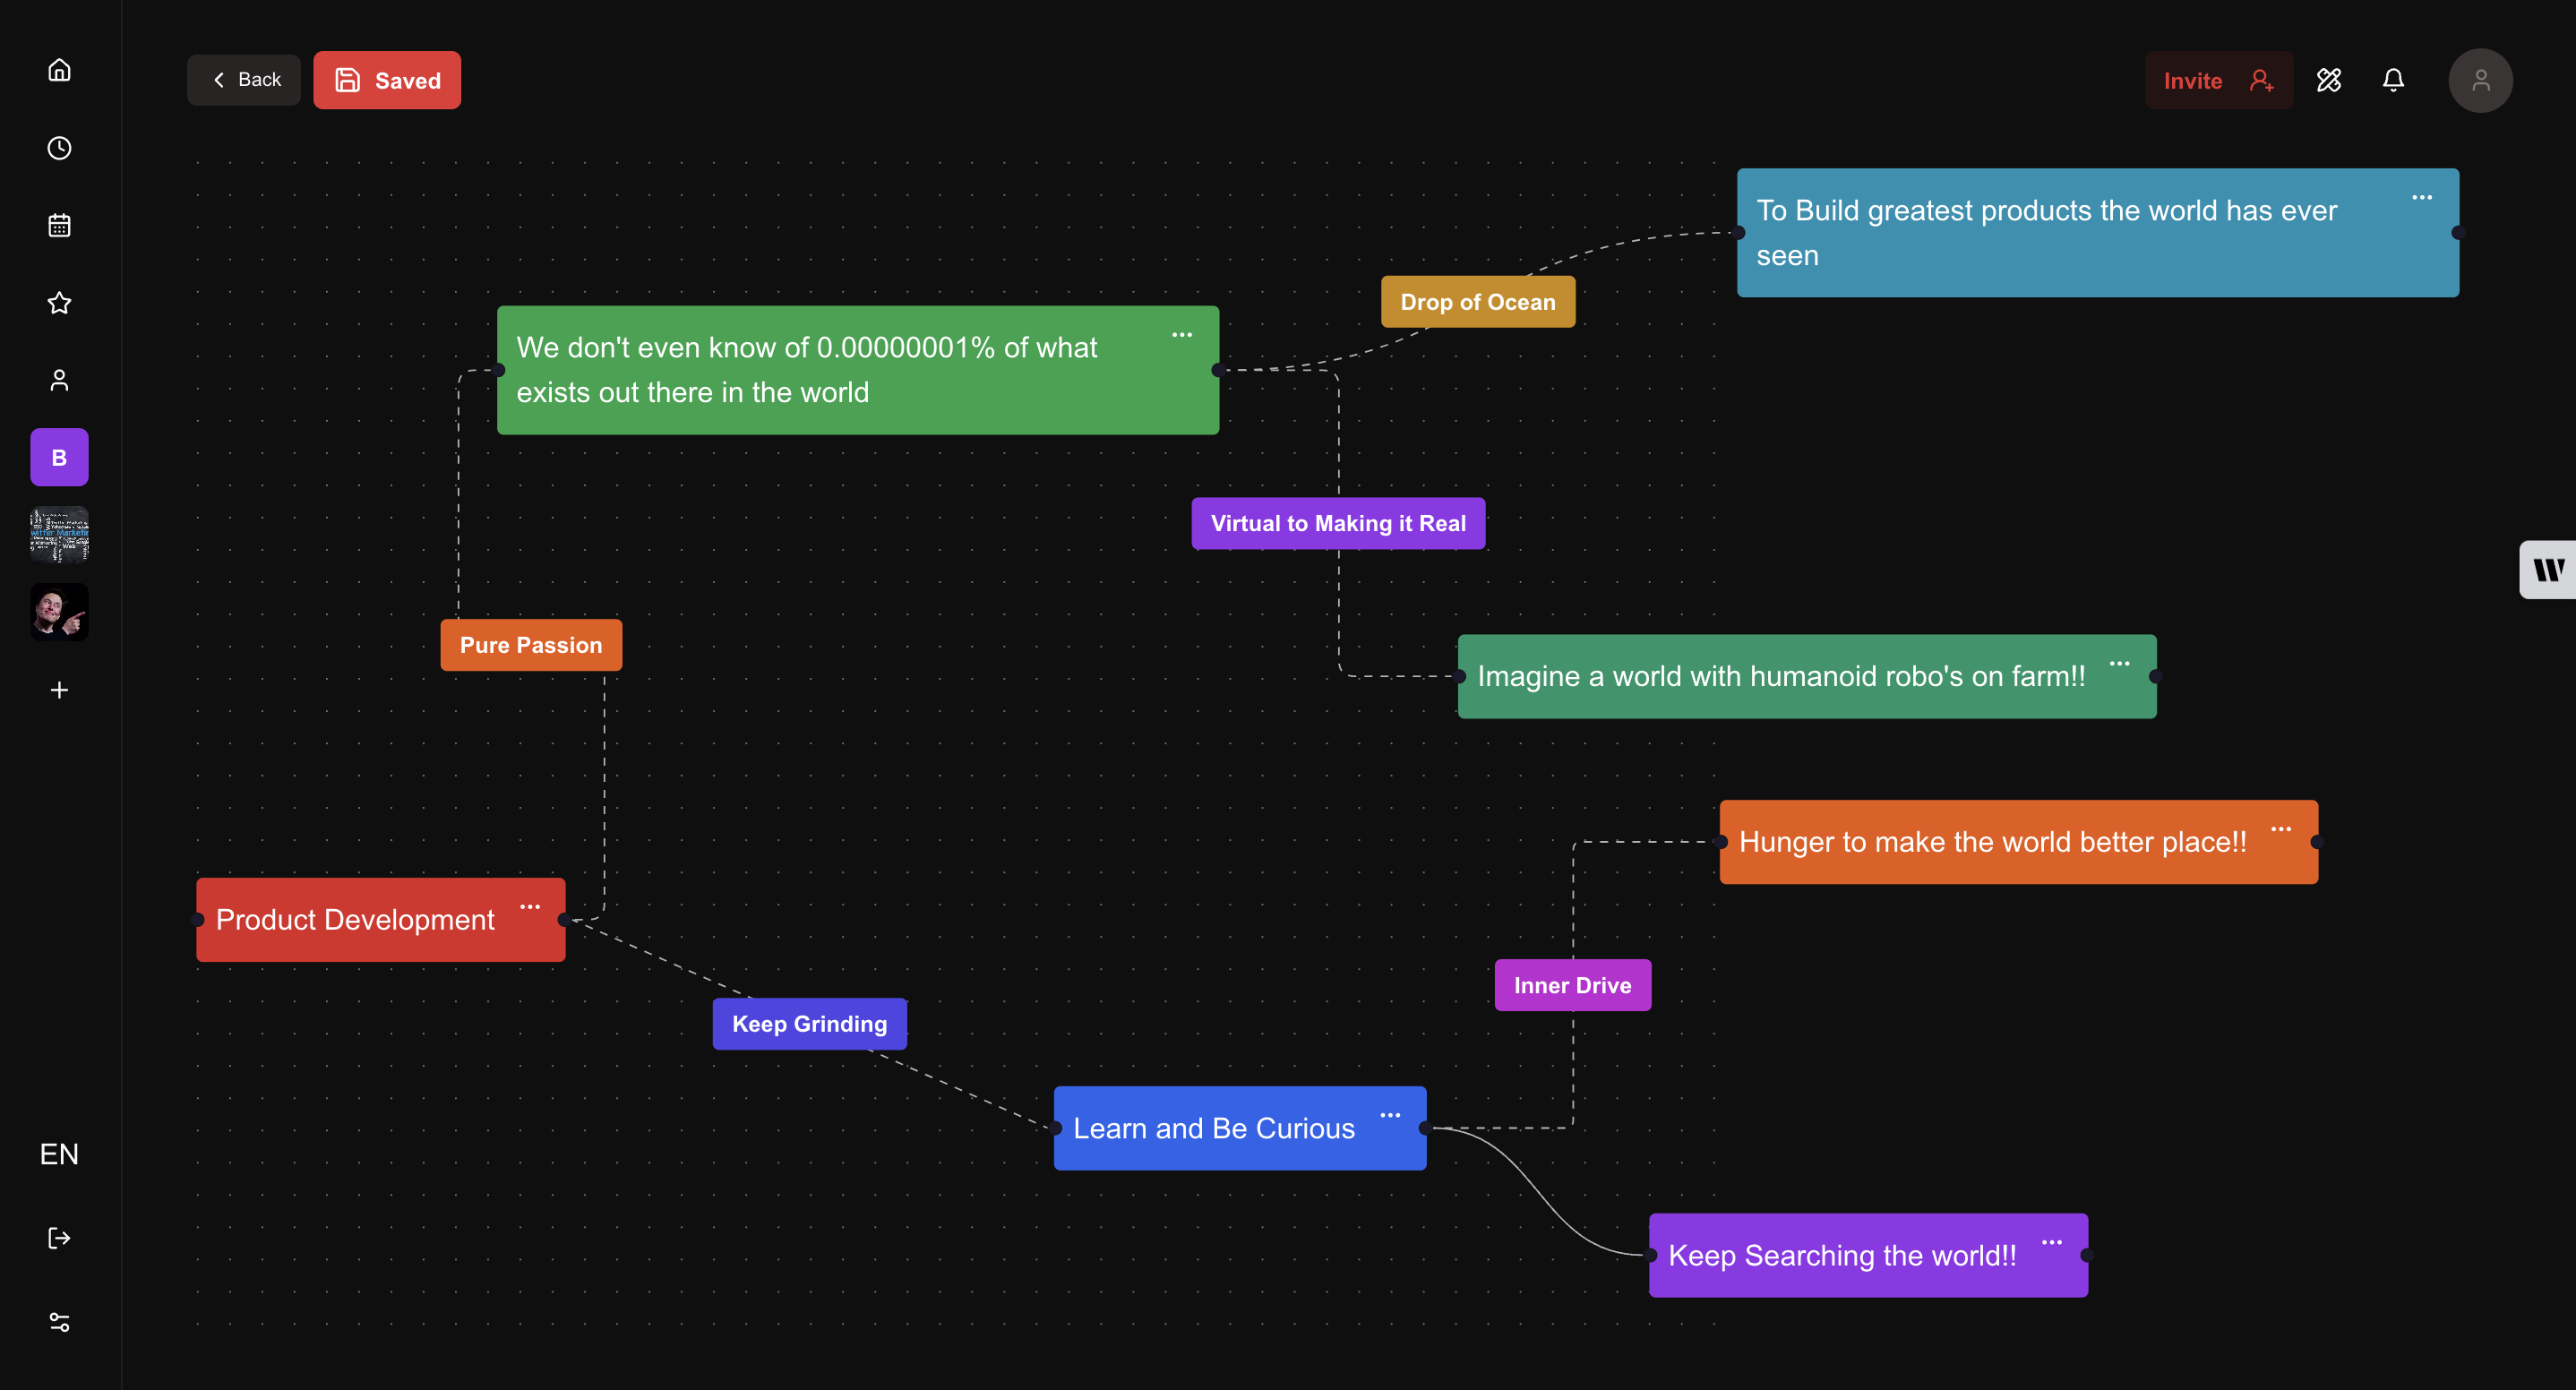 Back
Saved
Invite
To Build greatest products the world has ever
seen
Drop of Ocean
We don't even know of 0.00000001% of what
exists out there in the world
B
Virtual to Making it Real
Pure Passion
Imagine a world with humanoid robo's on farm!!
Hunger to make the world better place!!
Product Development
Inner Drive
Keep Grinding
Learn and Be Curious
EN
Keep Searching the world!!